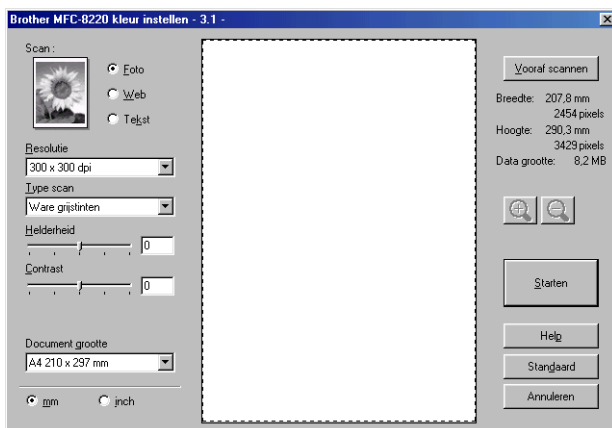 Brother MFC-8220 kleur instellen - 3.1 -
Scan :
Foto
Web
Tekst
Resolutie
300 x 300 dpi
Type scan
Ware grijstinten
Helderheid
0
Contrast
0
Document grootte
A4 210 x 297 mm
mm
inch
Vooraf scannen
Breedte: 207,8 mm
2454 pixels
Hoogte: 290,3 mm
3429 pixels
Data grootte: 8,2 MB
Starten
Help
Standaard
Annuleren